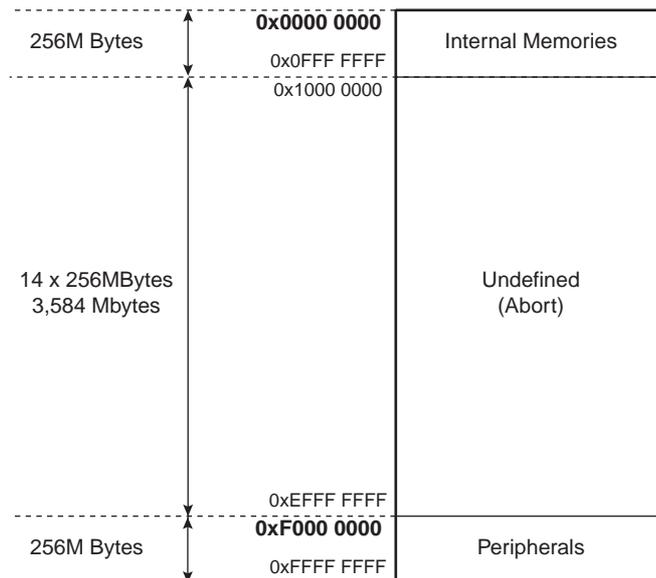 256M Bytes
0x0000 0000
0x0FFF FFFF
Internal Memories
0x1000 0000
14 x 256MBytes
3,584 Mbytes
Undefined
(Abort)
0xEFFF FFFF
256M Bytes
0xF000 0000
0xFFFF FFFF
Peripherals